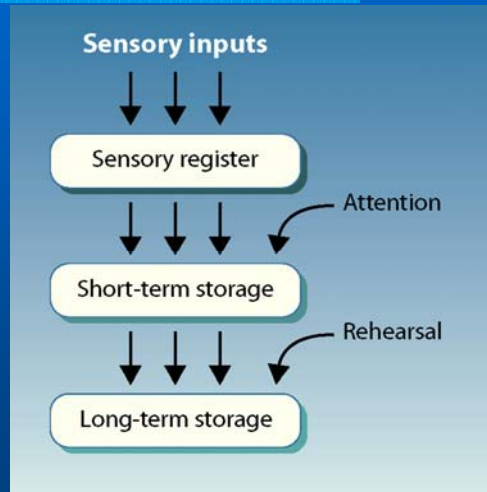 Sensory inputs
Sensory register
Attention
Short-term storage
Rehearsal
Long-term storage